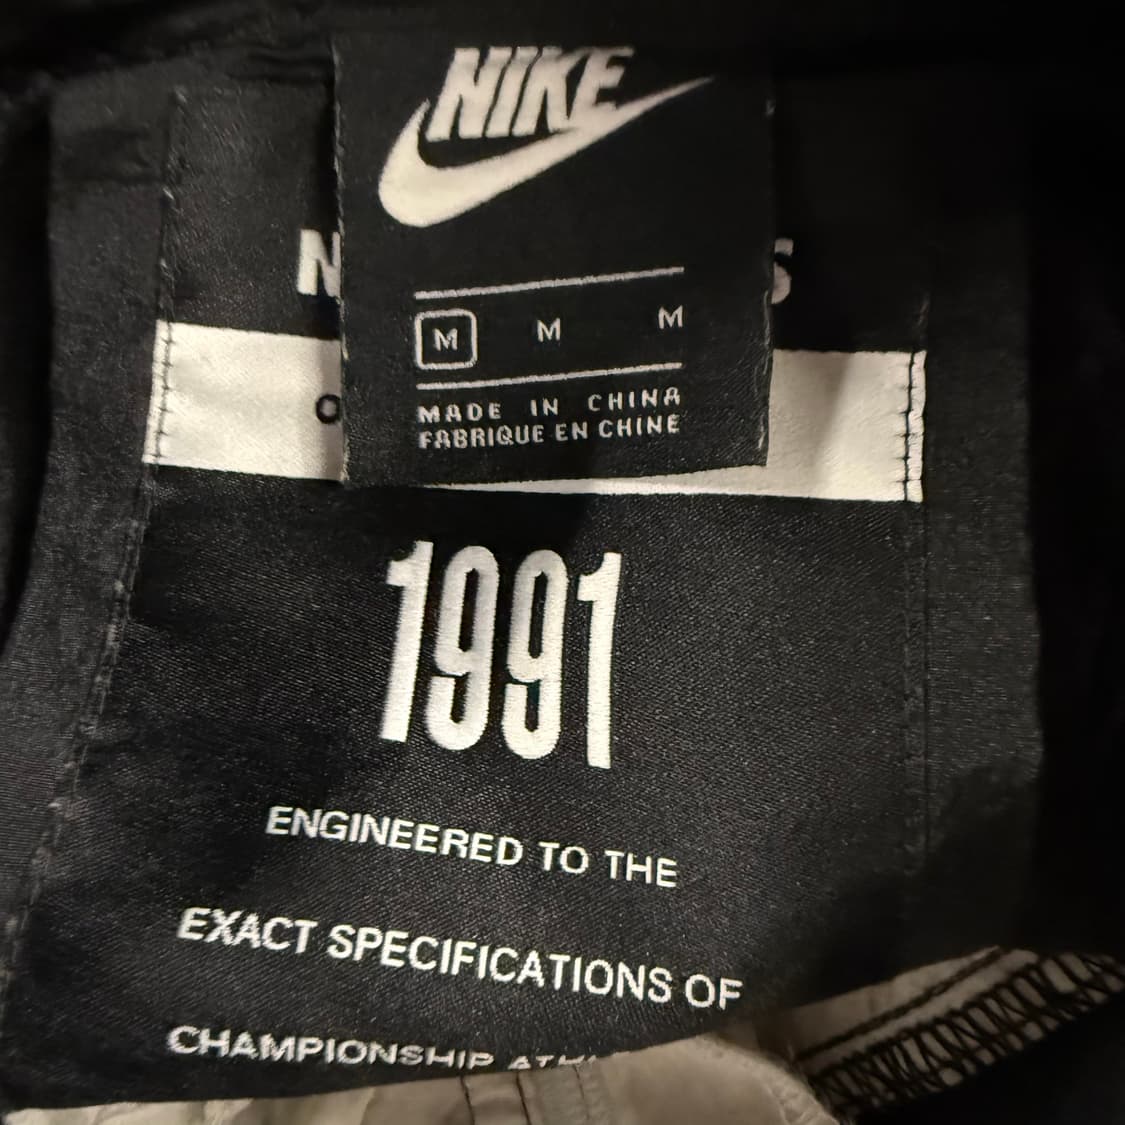 NIKE
M M M
MADE IN CHINA
FABRIQUE EN CHINE
1991
ENGINEERED TO THE
EXACT SPECIFICATIONS OF
CHAMPIONSHIP